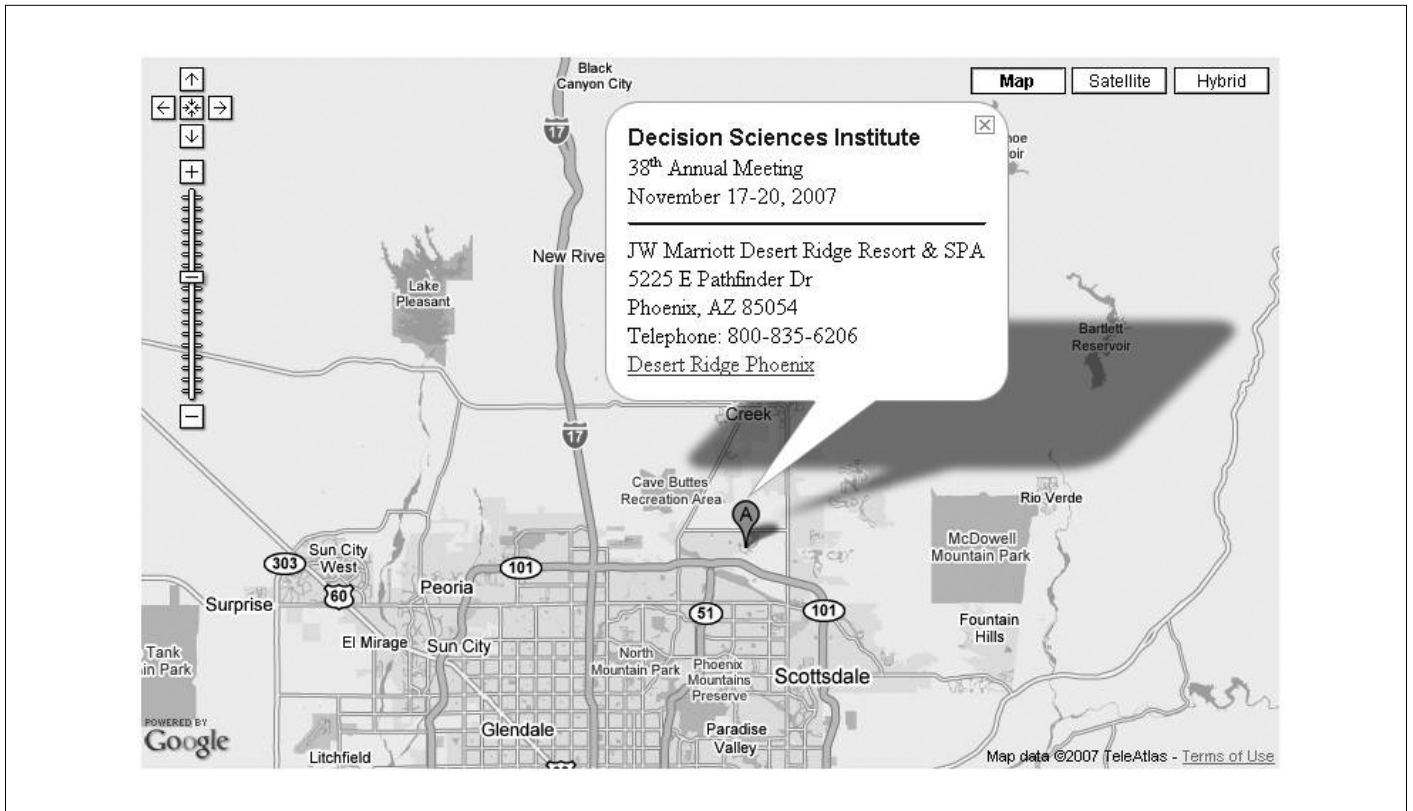 Black
Canyon City
Map
Satellite
Hybrid
17
Decision Sciences Institute
38th Annual Meeting
November 17-20, 2007
JW Marriott Desert Ridge Resort & SPA
5225 E Pathfinder Dr
Phoenix, AZ 85054
Telephone: 800-835-6206
Desert Ridge Phoenix
New Rive
Lake
Pleasant
Bartlett
Reservoir
Creek
17
Cave Buttes
Recreation Area
A
Rio Verde
McDowell
Mountain Park
Sun City
West
303
101
Peoria
60
Surprise
51
101
Fountain
Hills
El Mirage
Sun City
North
Mountain Park
Phoenix
Mountains
Preserve
Scottsdale
Tank
in Park
Glendale
Paradise
Valley
Litchfield
POWERED BY
Google
Map data ©2007 TeleAtlas - Terms of Use